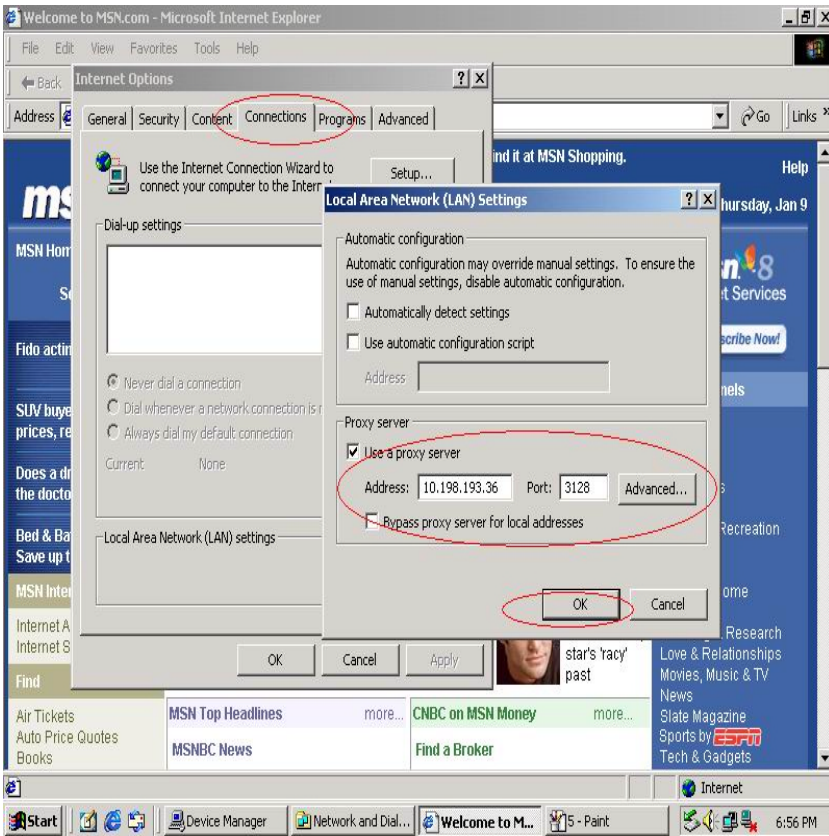 Welcome to MSN.com - Microsoft Internet Explorer
File Edit View Favorites Tools Help
Back
Address
Go Links
Internet Options
General Security Content Connections Programs Advanced
Use the Internet Connection Wizard to
connect your computer to the Internet
Setup...
Dial-up settings
Never dial a connection
Dial whenever a network connection is
Always dial my default connection
Current None
Local Area Network (LAN) settings
OK Cancel Apply
Local Area Network (LAN) Settings
Automatic configuration
Automatic configuration may override manual settings. To ensure the
use of manual settings, disable automatic configuration.
Automatically detect settings
Use automatic configuration script
Address
Proxy server
Use a proxy server
Address: 10.198.193.36 Port: 3128 Advanced...
Bypass proxy server for local addresses
OK Cancel
ind it at MSN Shopping.
Help
hursday, Jan 9
ms
MSN Hom
Se
n 8
et Services
scribe Now!
nels
Fido actin
SUV buye
prices, re
Does a dr
the docto
Bed & Ba
Save up t
MSN Inter
Internet A
Internet S
Find
Air Tickets
Auto Price Quotes
Books
MSN Top Headlines more...
MSNBC News
CNBC on MSN Money more...
Find a Broker
star's 'racy'
past
s
Recreation
ome
Research
Love & Relationships
Movies, Music & TV
News
Slate Magazine
Sports by ESPN
Tech & Gadgets
Internet
Start Device Manager Network and Dial... Welcome to M... 5 - Paint 6:56 PM